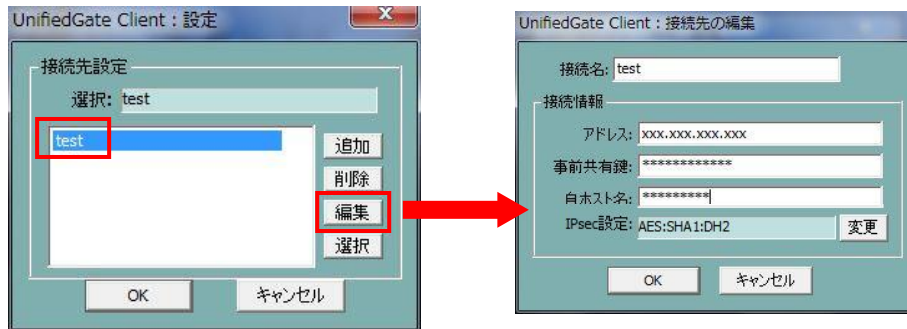 UnifiedGate Client：設定
接続先設定
選択: test
test
追加
削除
編集
選択
OK
キャンセル
UnifiedGate Client：接続先の編集
接続名: test
接続情報
アドレス: xxx.xxx.xxx.xxx
事前共有鍵: ************
自ホスト名: *********
IPsec設定: AES:SHA1:DH2
変更
OK
キャンセル